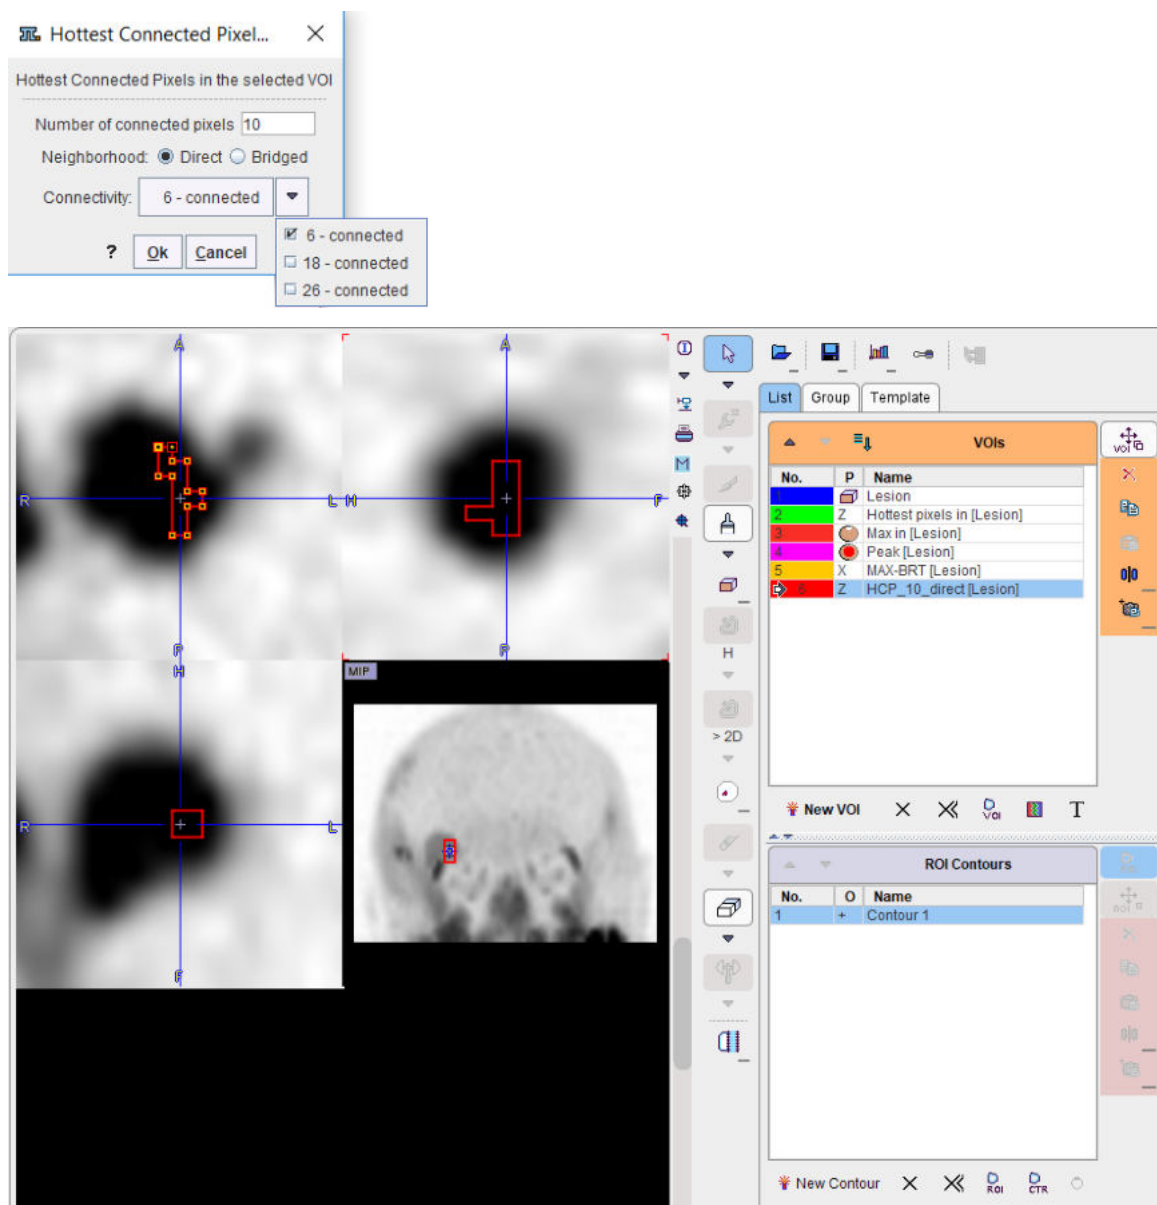 Hottest Connected Pixel...
Hottest Connected Pixels in the selected VOI
Number of connected pixels 10
Neighborhood: Direct Bridged
Connectivity: 6 - connected
? Ok Cancel
6 - connected
18 - connected
26 - connected
A
R
L
P
A
H
F
P
H
R
L
F
MIP
H
> 2D
List Group Template
VOIs
VOI
No. P Name
1 Lesion
2 Z Hottest pixels in [Lesion]
3 Max in [Lesion]
4 Peak [Lesion]
5 X MAX-BRT [Lesion]
6 Z HCP_10_direct [Lesion]
New VOI VOI T
ROI Contours
ROI
No. O Name
1 + Contour 1
New Contour ROI CTR